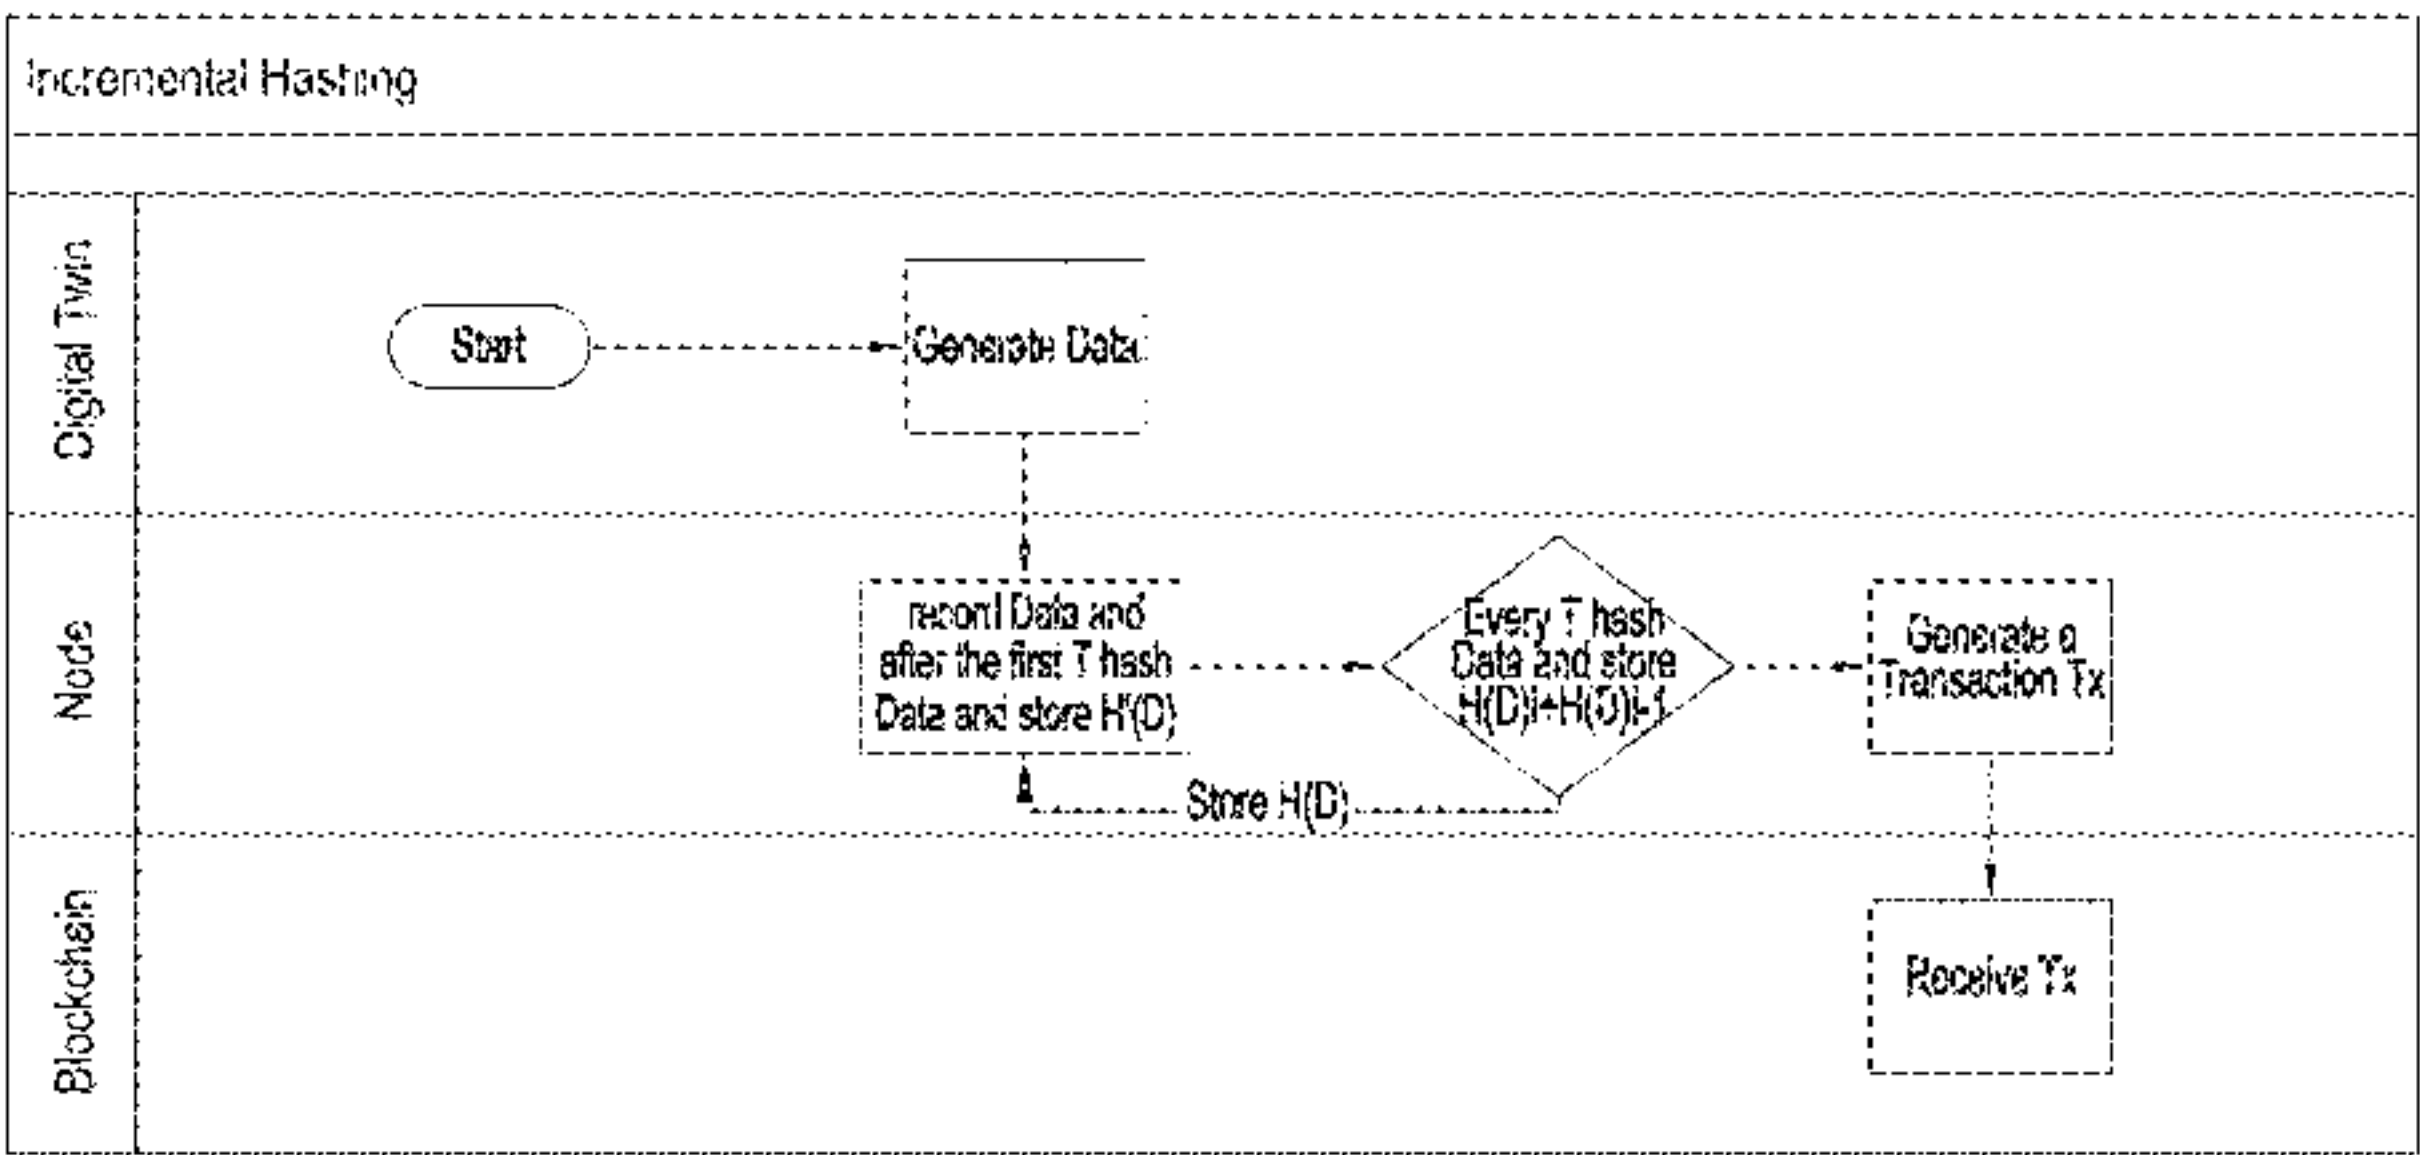 Incremental Hashing
Digital Twin
Start
Generate Data
Node
record Data and
after the first T hash
Data and store H'(D)
Every T hash
Data and store
H(D)i+H(D)i-1
Generate a
Transaction Tx
Store H(D)
Blockchain
Receive Tx